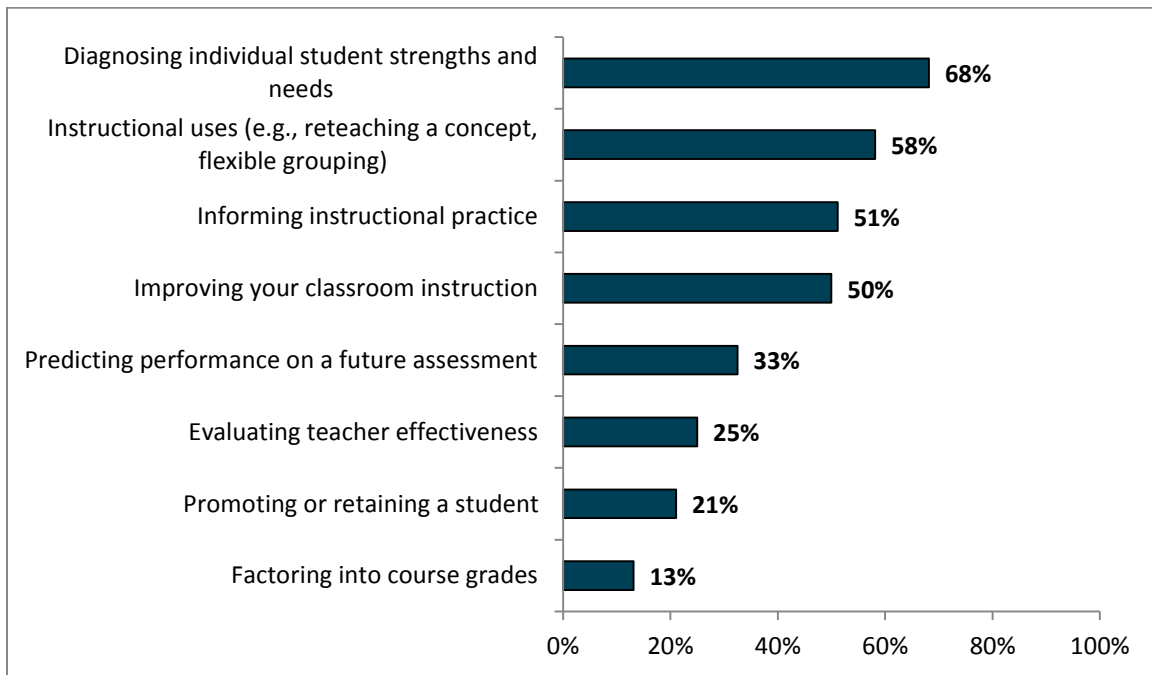 Diagnosing individual student strengths and
needs
68%
Instructional uses (e.g., reteaching a concept,
flexible grouping)
58%
Informing instructional practice
51%
Improving your classroom instruction
50%
Predicting performance on a future assessment
33%
Evaluating teacher effectiveness
25%
Promoting or retaining a student
21%
Factoring into course grades
13%
0% 20% 40% 60% 80% 100%